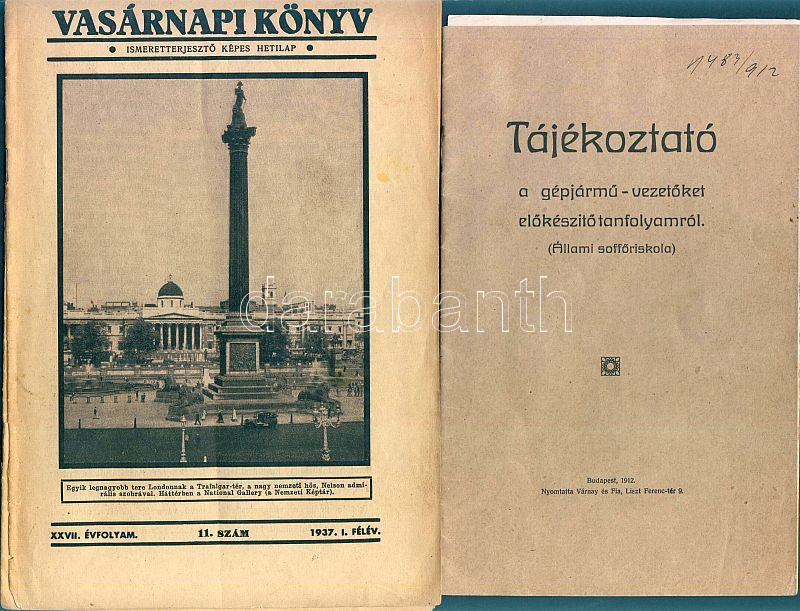 VASÁRNAPI KÖNYV
• ISMERETTERJESZTŐ KÉPES HETILAP •
Egyik legnagyobb tere Londonnak a Trafalgar-tér, a nagy nemzeti hős, Nelson admi-
rális szobrával. Háttérben a National Gallery (a Nemzeti Képtár).
XXVII. ÉVFOLYAM. 11. SZÁM 1937. I. FÉLÉV.
483/912
Tájékoztató
a gépjármű-vezetőket
előkészitő tanfolyamról.
(Állami soffőriskola)
Budapest, 1912.
Nyomtatta Várnay és Fia, Liszt Ferenc-tér 9.
darabanth